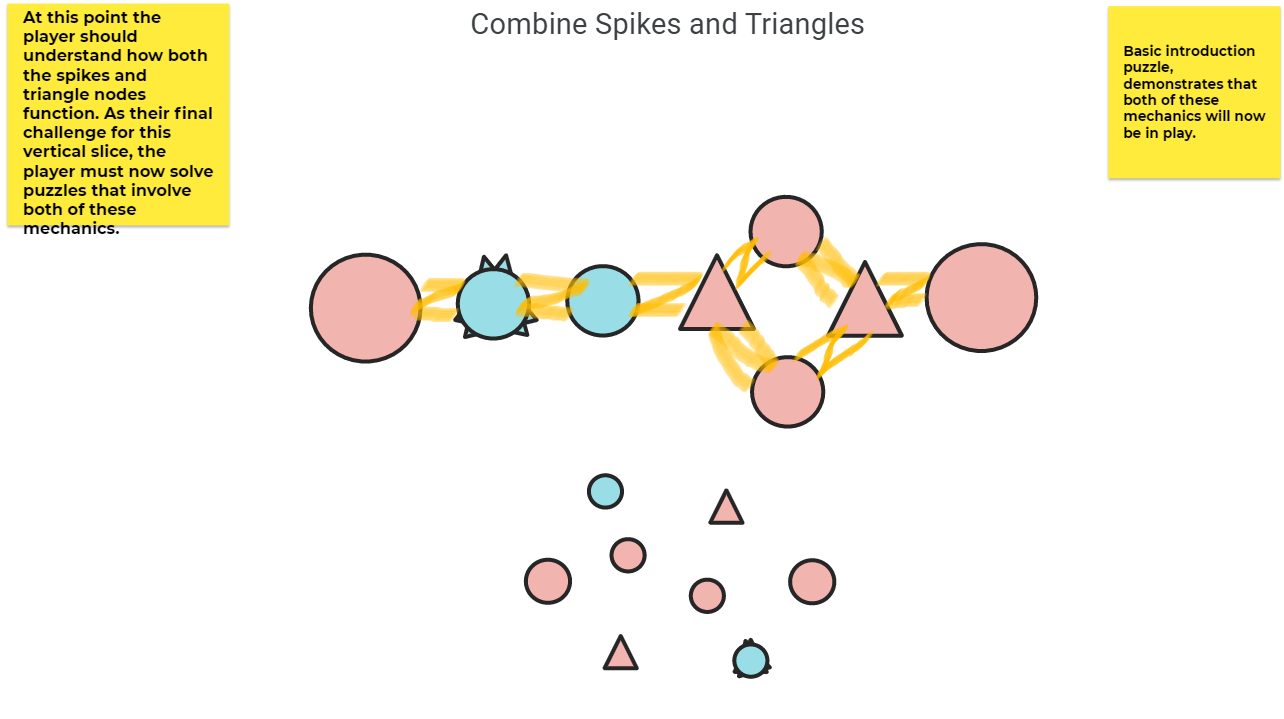 At this point the
player should
understand how both
the spikes and
triangle nodes
function. As their final
challenge for this
vertical slice, the
player must now solve
puzzles that involve
both of these
mechanics.
Combine Spikes and Triangles
Basic introduction
puzzle,
demonstrates that
both of these
mechanics will now
be in play.